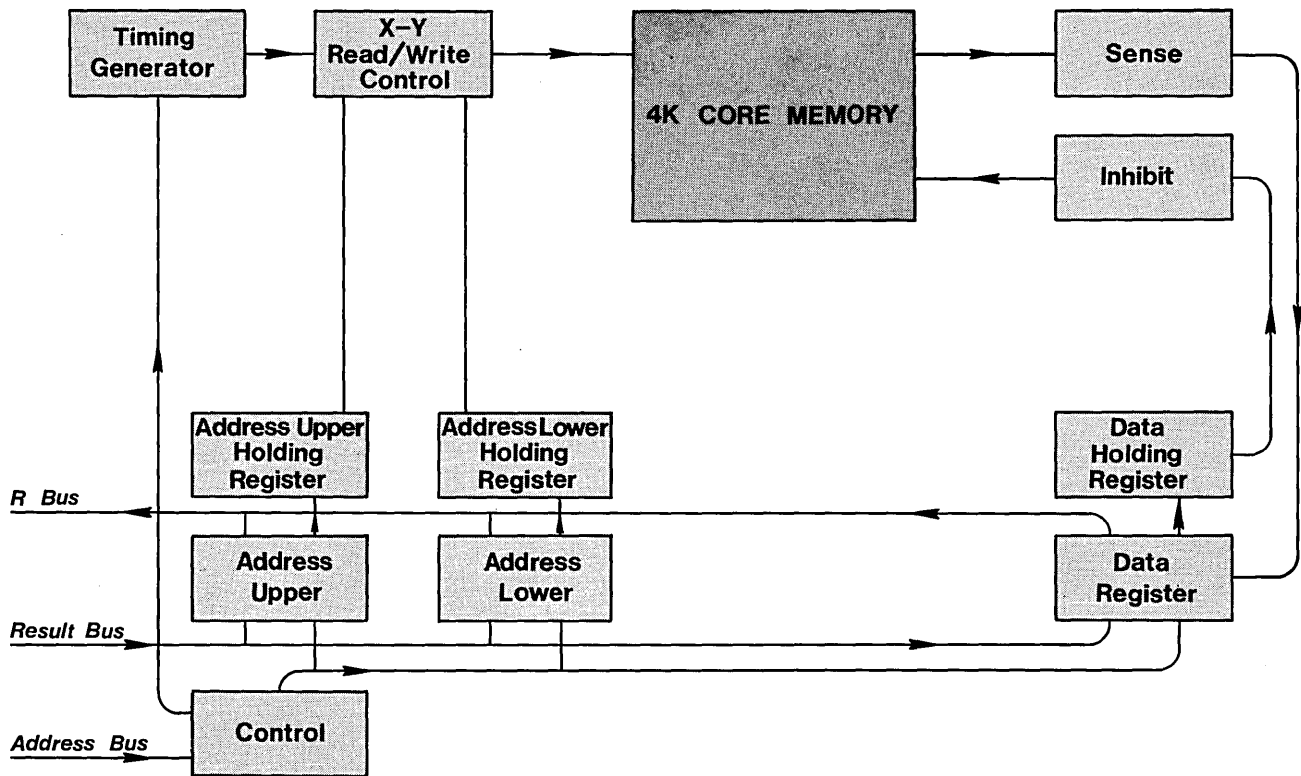 Timing
Generator
X-Y
Read/Write
Control
4K CORE MEMORY
Sense
Inhibit
Address Upper
Holding
Register
Address Lower
Holding
Register
Data
Holding
Register
R Bus
Address
Upper
Address
Lower
Data
Register
Result Bus
Control
Address Bus